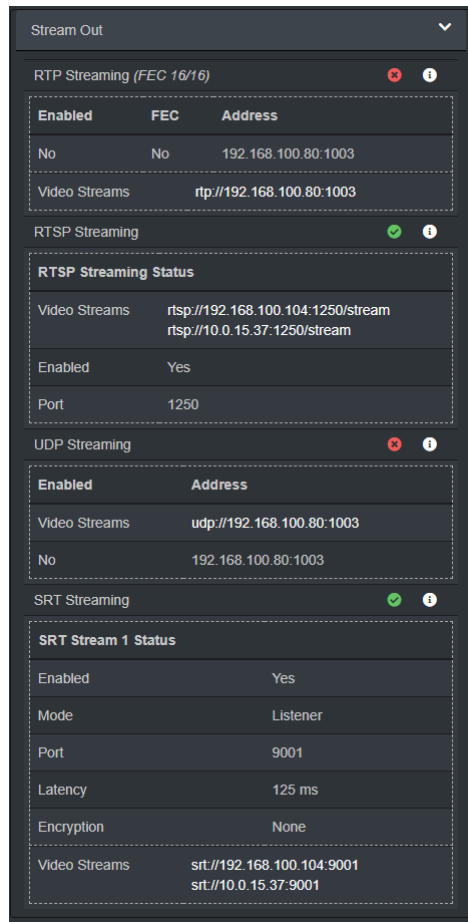 Stream Out
RTP Streaming (FEC 16/16)
Enabled FEC Address
No No 192.168.100.80:1003
Video Streams rtp://192.168.100.80:1003
RTSP Streaming
RTSP Streaming Status
Video Streams rtsp://192.168.100.104:1250/stream
rtsp://10.0.15.37:1250/stream
Enabled Yes
Port 1250
UDP Streaming
Enabled Address
Video Streams udp://192.168.100.80:1003
No 192.168.100.80:1003
SRT Streaming
SRT Stream 1 Status
Enabled Yes
Mode Listener
Port 9001
Latency 125 ms
Encryption None
Video Streams srt://192.168.100.104:9001
srt://10.0.15.37:9001